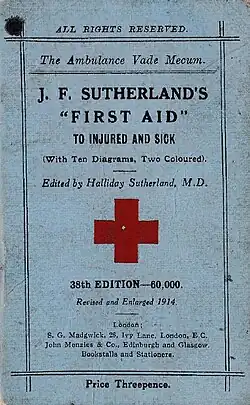 ALL RIGHTS RESERVED.
The Ambulance Vade Mecum.
J. F. SUTHERLAND'S
"FIRST AID"
TO INJURED AND SICK
(With Ten Diagrams, Two Coloured).
Edited by Halliday Sutherland, M.D.
38th EDITION—60,000.
Revised and Enlarged 1914.
London:
S. G. Madgwick, 28, Ivy Lane, London, E.C.
John Menzies & Co., Edinburgh and Glasgow.
Bookstalls and Stationers.
Price Threepence.